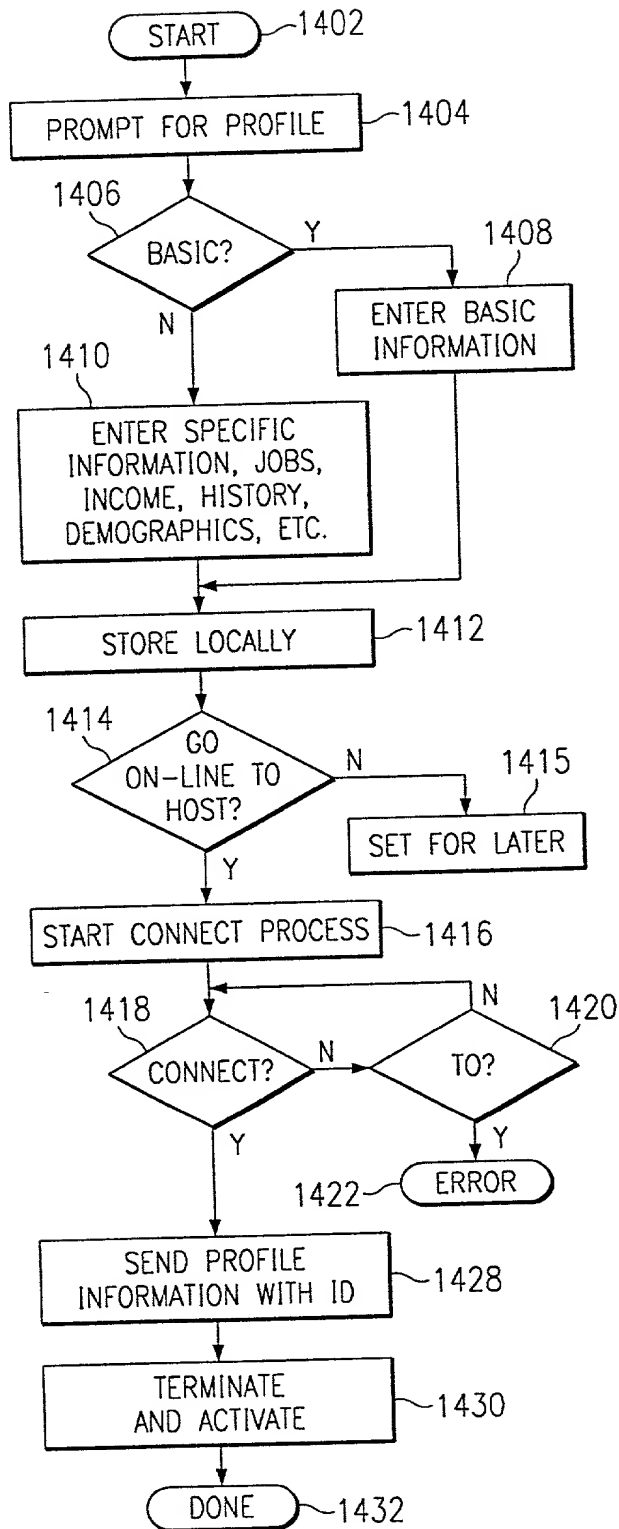 START
1402
PROMPT FOR PROFILE
1404
1406
BASIC?
Y
N
1408
ENTER BASIC
INFORMATION
1410
ENTER SPECIFIC
INFORMATION, JOBS,
INCOME, HISTORY,
DEMOGRAPHICS, ETC.
STORE LOCALLY
1412
1414
GO
ON-LINE TO
HOST?
N
Y
1415
SET FOR LATER
START CONNECT PROCESS
1416
1418
CONNECT?
N
Y
1420
TO?
N
Y
1422
ERROR
SEND PROFILE
INFORMATION WITH ID
1428
TERMINATE
AND ACTIVATE
1430
DONE
1432